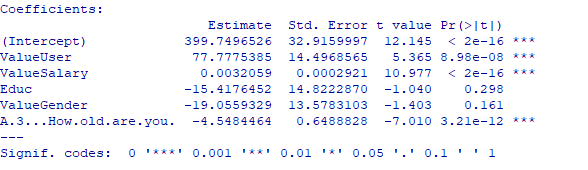 Coefficients:
Estimate Std. Error t value Pr(>|t|)
(Intercept) 399.7496526 32.9159997 12.145 < 2e-16 ***
ValueUser 77.7775385 14.4968565 5.365 8.98e-08 ***
ValueSalary 0.0032059 0.0002921 10.977 < 2e-16 ***
Educ -15.4176452 14.8222870 -1.040 0.298
ValueGender -19.0559329 13.5783103 -1.403 0.161
A.3...How.old.are.you. -4.5484464 0.6488828 -7.010 3.21e-12 ***
---
Signif. codes: 0 '***' 0.001 '**' 0.01 '*' 0.05 '.' 0.1 ' ' 1